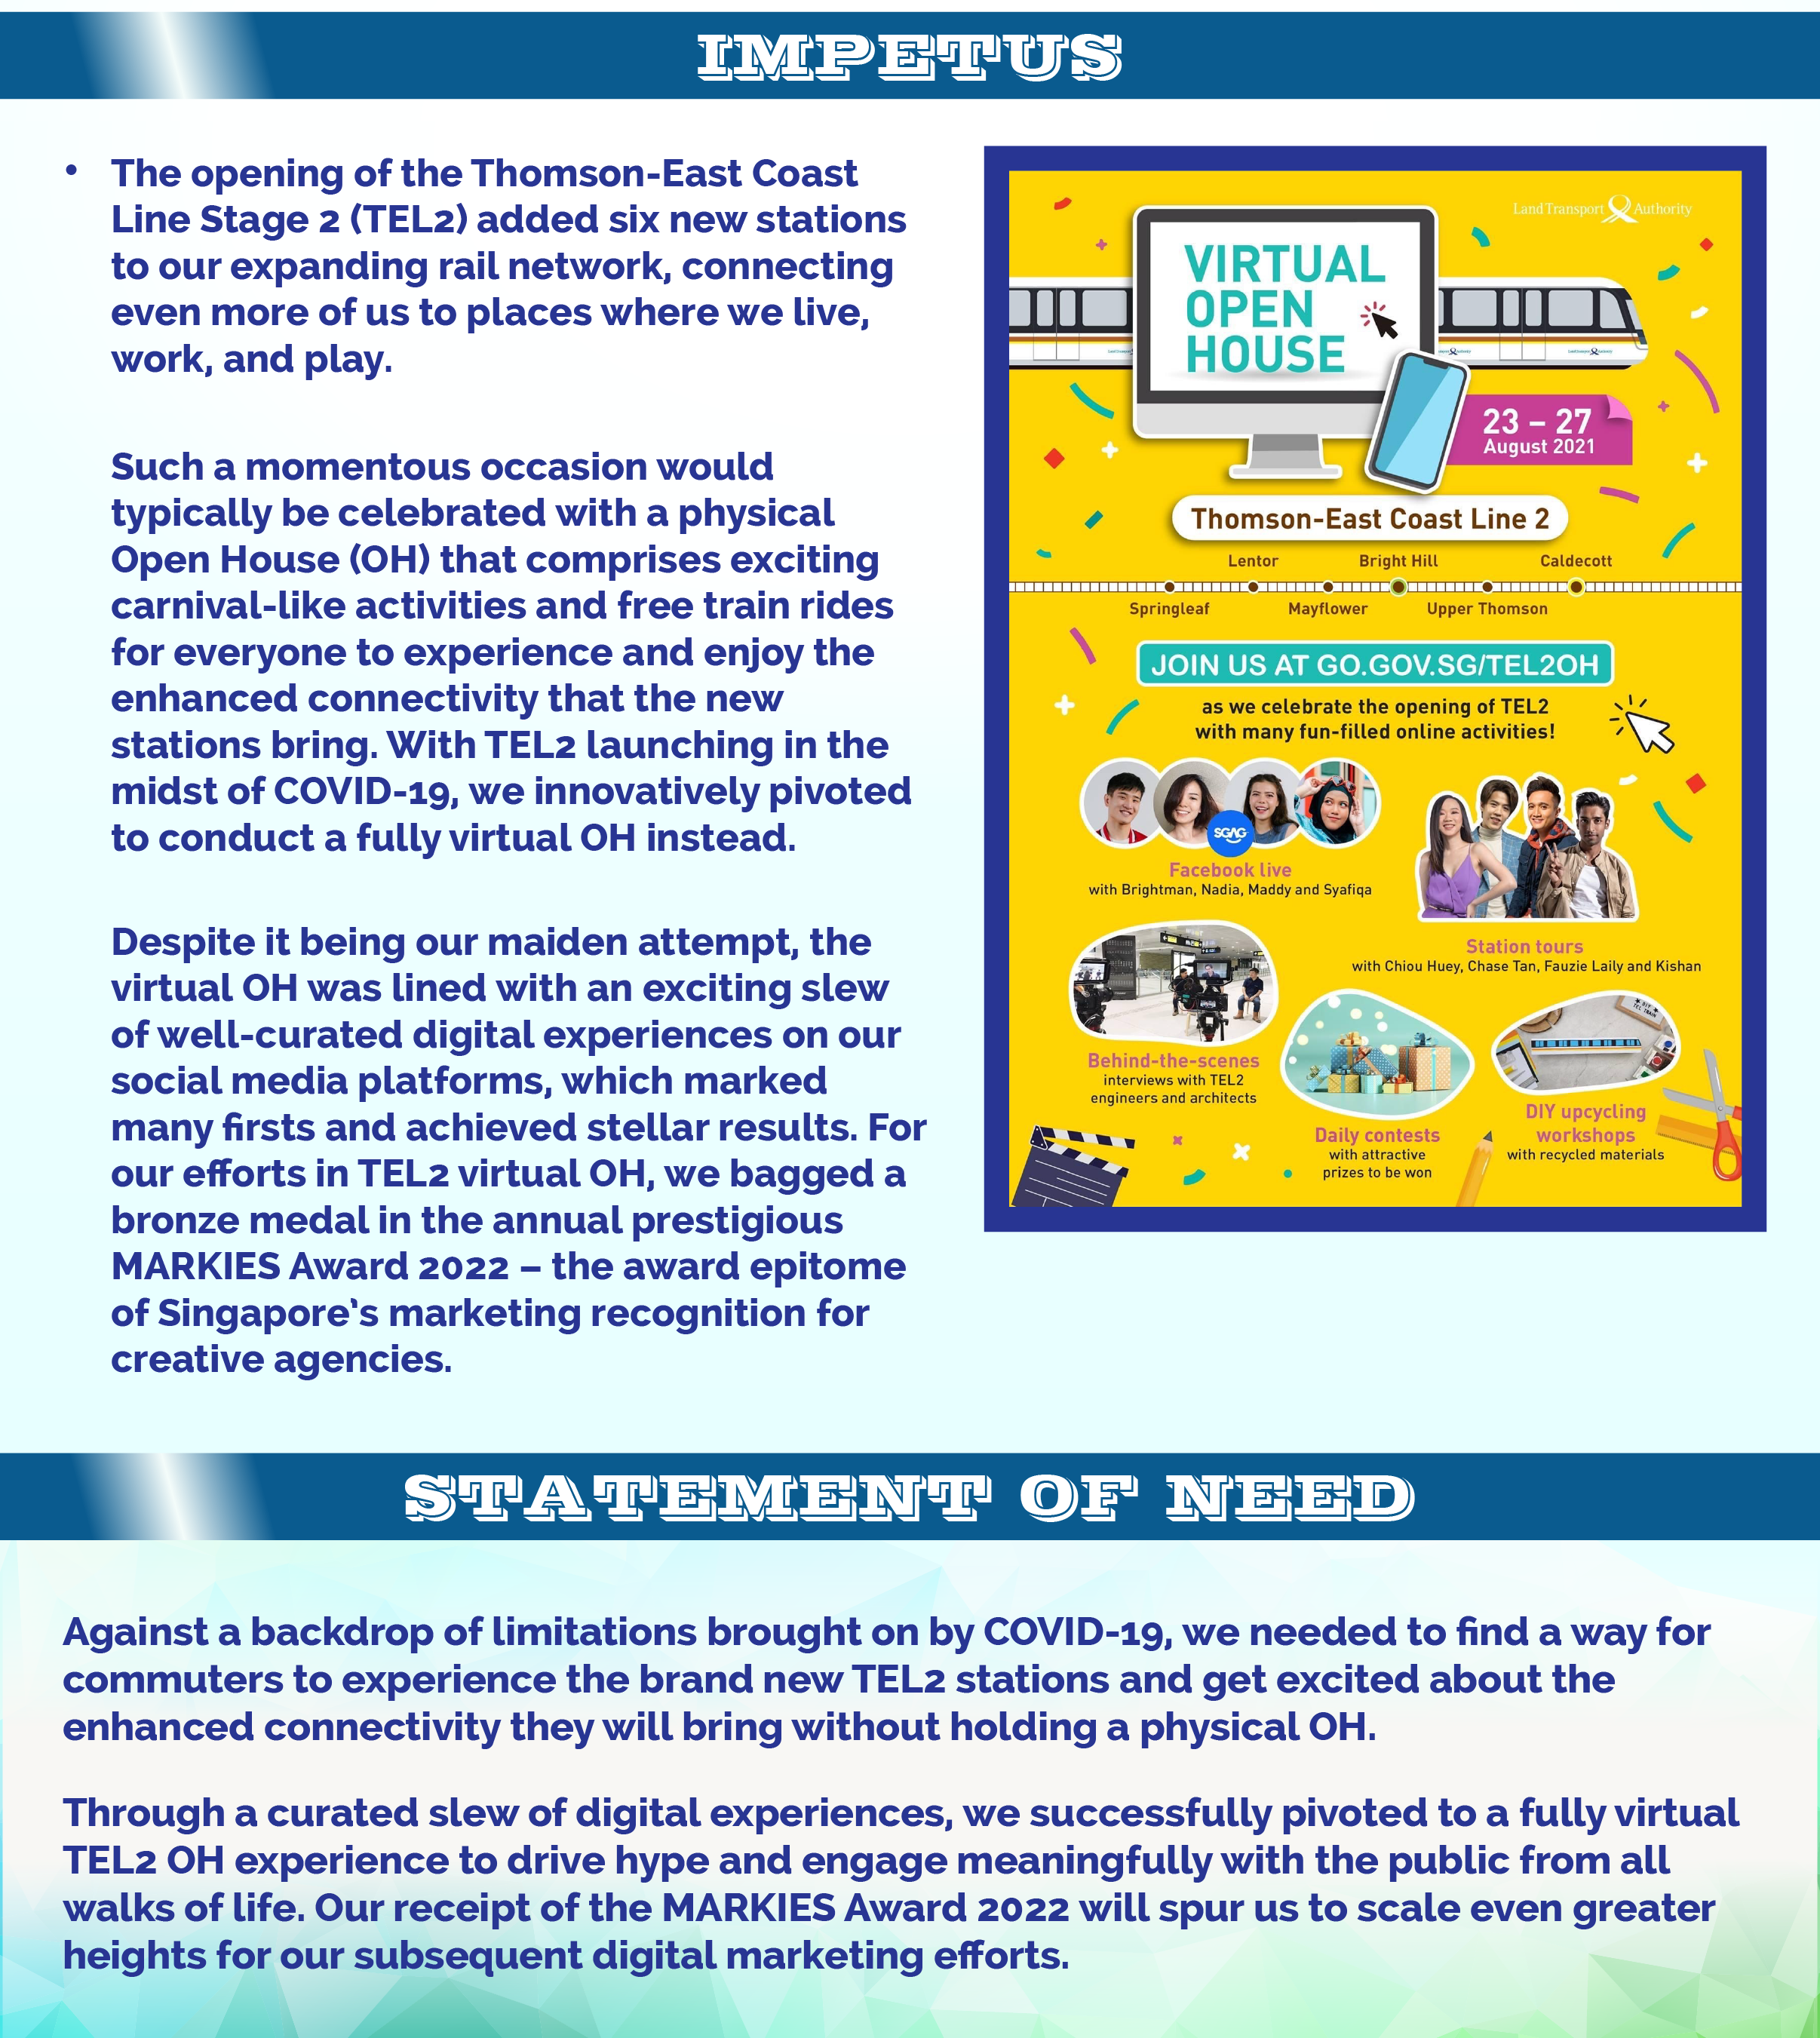 IMPETUS
• The opening of the Thomson-East Coast
Line Stage 2 (TEL2) added six new stations
to our expanding rail network, connecting
even more of us to places where we live,
work, and play.
Such a momentous occasion would
typically be celebrated with a physical
Open House (OH) that comprises exciting
carnival-like activities and free train rides
for everyone to experience and enjoy the
enhanced connectivity that the new
stations bring. With TEL2 launching in the
midst of COVID-19, we innovatively pivoted
to conduct a fully virtual OH instead.
Despite it being our maiden attempt, the
virtual OH was lined with an exciting slew
of well-curated digital experiences on our
social media platforms, which marked
many firsts and achieved stellar results. For
our efforts in TEL2 virtual OH, we bagged a
bronze medal in the annual prestigious
MARKIES Award 2022 – the award epitome
of Singapore’s marketing recognition for
creative agencies.
Land Transport Authority
VIRTUAL
OPEN
HOUSE
23 – 27
August 2021
Thomson-East Coast Line 2
Lentor Bright Hill Caldecott
Springleaf Mayflower Upper Thomson
JOIN US AT GO.GOV.SG/TEL2OH
as we celebrate the opening of TEL2
with many fun-filled online activities!
SGAG
Facebook live
with Brightman, Nadia, Maddy and Syafiqa
Station tours
with Chiou Huey, Chase Tan, Fauzie Laily and Kishan
Behind-the-scenes
interviews with TEL2
engineers and architects
Daily contests
with attractive
prizes to be won
DIY
TEL TRAIN
DIY upcycling
workshops
with recycled materials
STATEMENT OF NEED
Against a backdrop of limitations brought on by COVID-19, we needed to find a way for
commuters to experience the brand new TEL2 stations and get excited about the
enhanced connectivity they will bring without holding a physical OH.
Through a curated slew of digital experiences, we successfully pivoted to a fully virtual
TEL2 OH experience to drive hype and engage meaningfully with the public from all
walks of life. Our receipt of the MARKIES Award 2022 will spur us to scale even greater
heights for our subsequent digital marketing efforts.